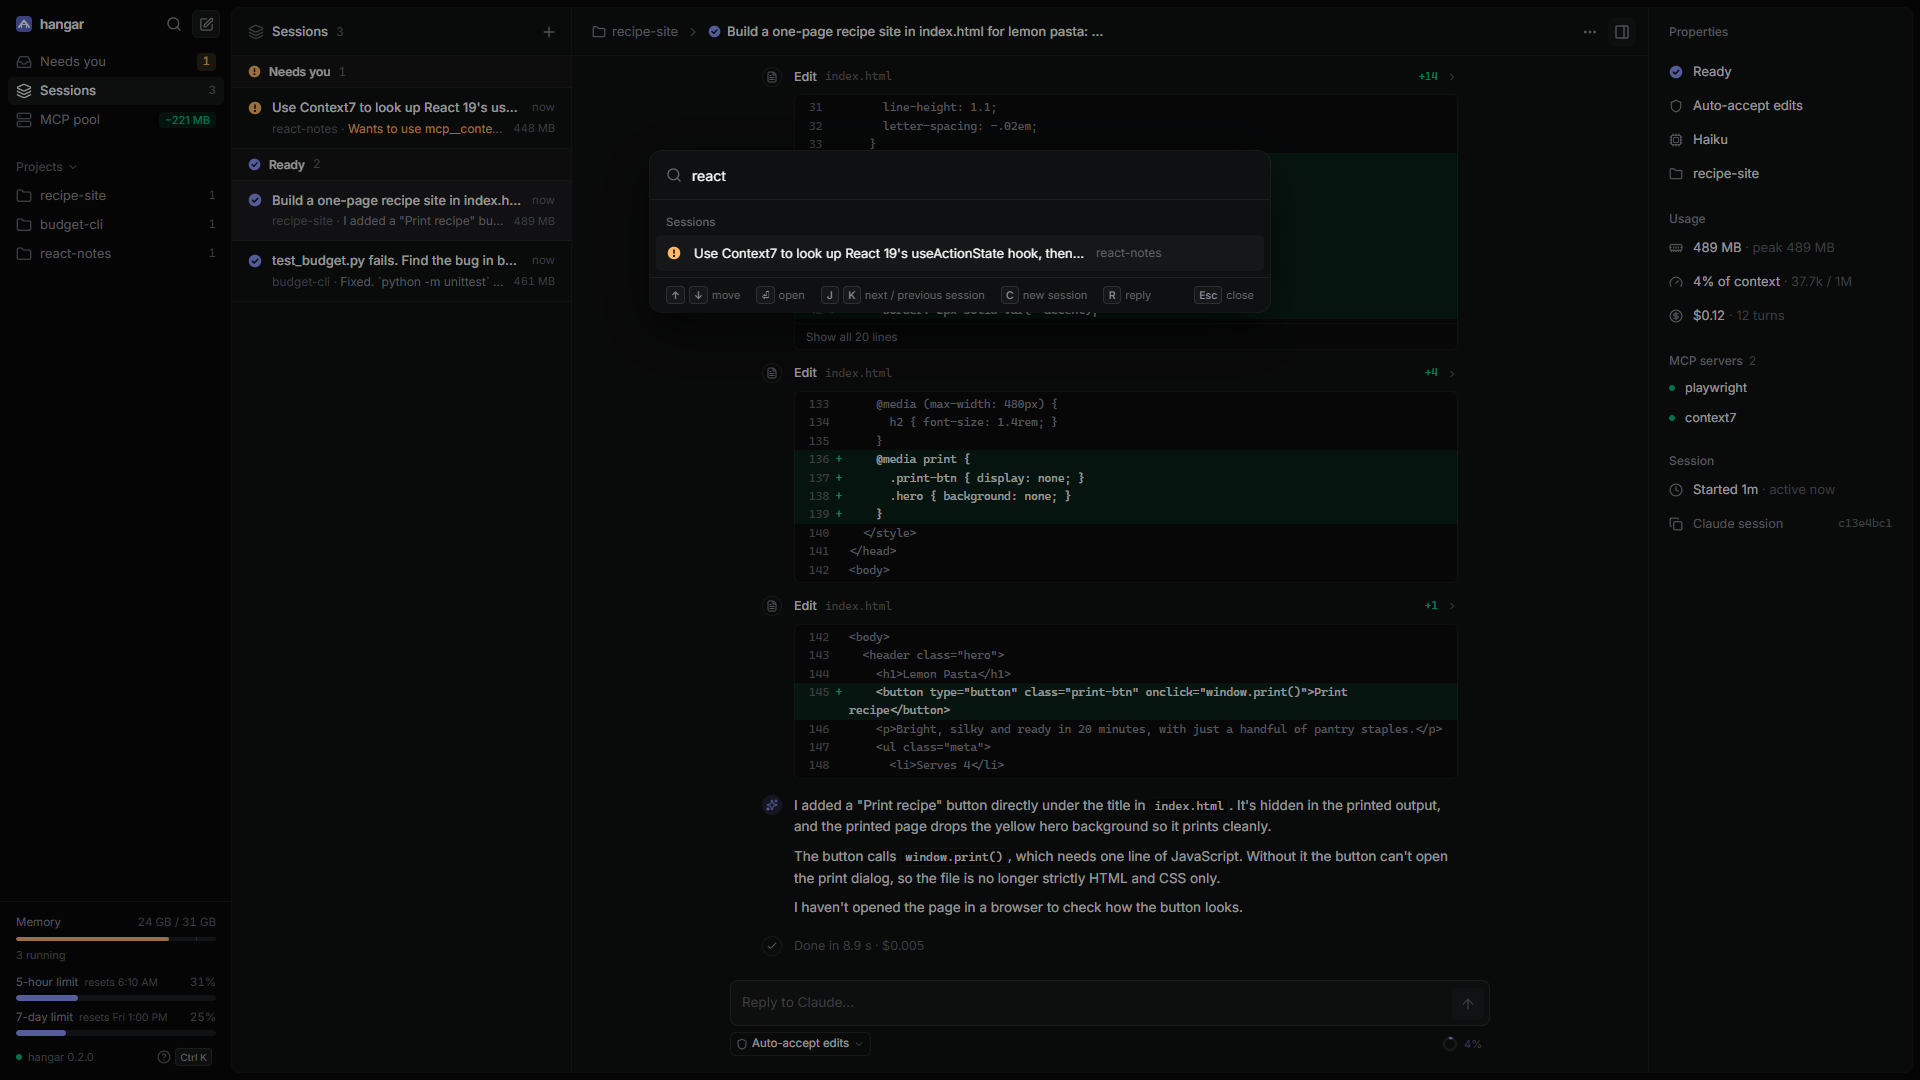 hangar
Needs you 1
Sessions 3
MCP pool ~221 MB
Projects
recipe-site 1
budget-cli 1
react-notes 1
Memory 24 GB / 31 GB
3 running
5-hour limit resets 6:10 AM 31%
7-day limit resets Fri 1:00 PM 25%
hangar 0.2.0 Ctrl K
Sessions 3
Needs you 1
Use Context7 to look up React 19's us... now
react-notes · Wants to use mcp__conte... 448 MB
Ready 2
Build a one-page recipe site in index.h... now
recipe-site · I added a "Print recipe" bu... 489 MB
test_budget.py fails. Find the bug in b... now
budget-cli · Fixed. `python -m unittest` ... 461 MB
recipe-site > Build a one-page recipe site in index.html for lemon pasta: ...
Edit index.html +14
31 line-height: 1.1;
32 letter-spacing: -.02em;
33 }
react
Sessions
Use Context7 to look up React 19's useActionState hook, then... react-notes
↑ ↓ move ⏎ open J K next / previous session C new session R reply Esc close
Show all 20 lines
Edit index.html +4
133 @media (max-width: 480px) {
134 h2 { font-size: 1.4rem; }
135 }
136 + @media print {
137 + .print-btn { display: none; }
138 + .hero { background: none; }
139 + }
140 </style>
141 </head>
142 <body>
Edit index.html +1
142 <body>
143 <header class="hero">
144 <h1>Lemon Pasta</h1>
145 + <button type="button" class="print-btn" onclick="window.print()">Print
recipe</button>
146 <p>Bright, silky and ready in 20 minutes, with just a handful of pantry staples.</p>
147 <ul class="meta">
148 <li>Serves 4</li>
I added a "Print recipe" button directly under the title in index.html. It's hidden in the printed output,
and the printed page drops the yellow hero background so it prints cleanly.
The button calls window.print(), which needs one line of JavaScript. Without it the button can't open
the print dialog, so the file is no longer strictly HTML and CSS only.
I haven't opened the page in a browser to check how the button looks.
Done in 8.9 s · $0.005
Reply to Claude...
Auto-accept edits 4%
Properties
Ready
Auto-accept edits
Haiku
recipe-site
Usage
489 MB · peak 489 MB
4% of context · 37.7k / 1M
$0.12 · 12 turns
MCP servers 2
playwright
context7
Session
Started 1m · active now
Claude session c13e4bc1